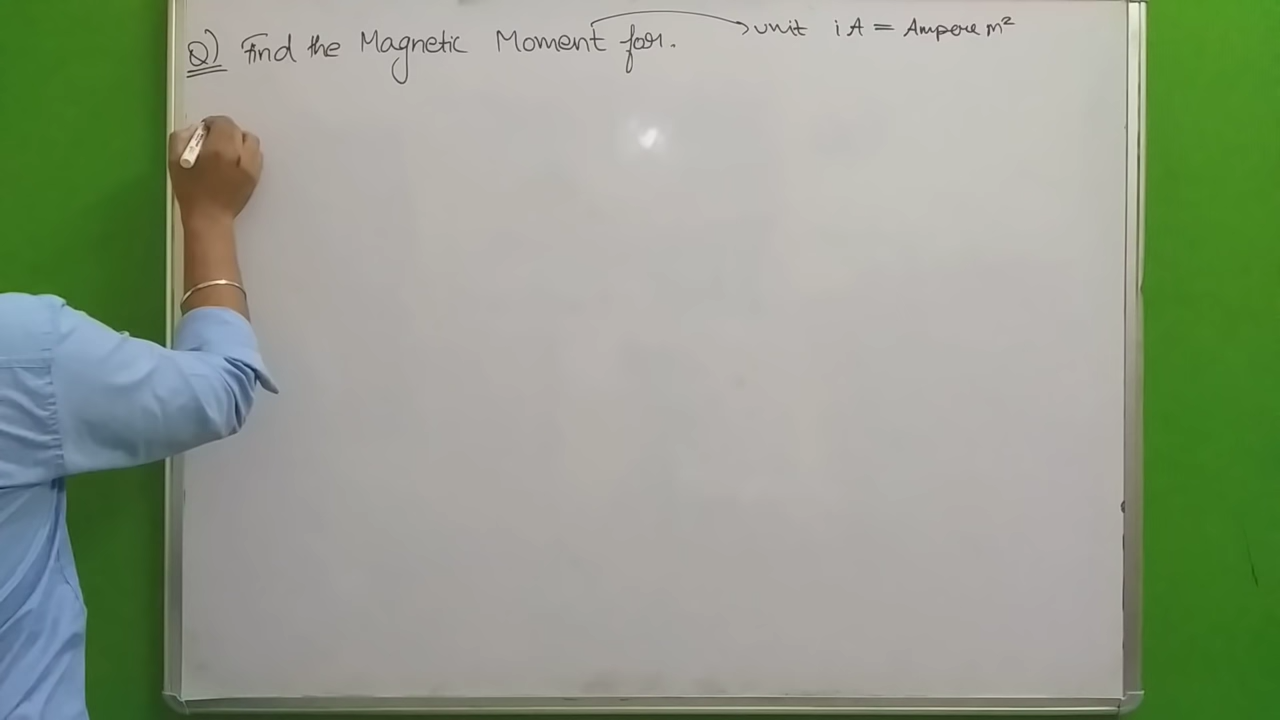 Q) Find the Magnetic Moment for. → unit iA = Ampere m²